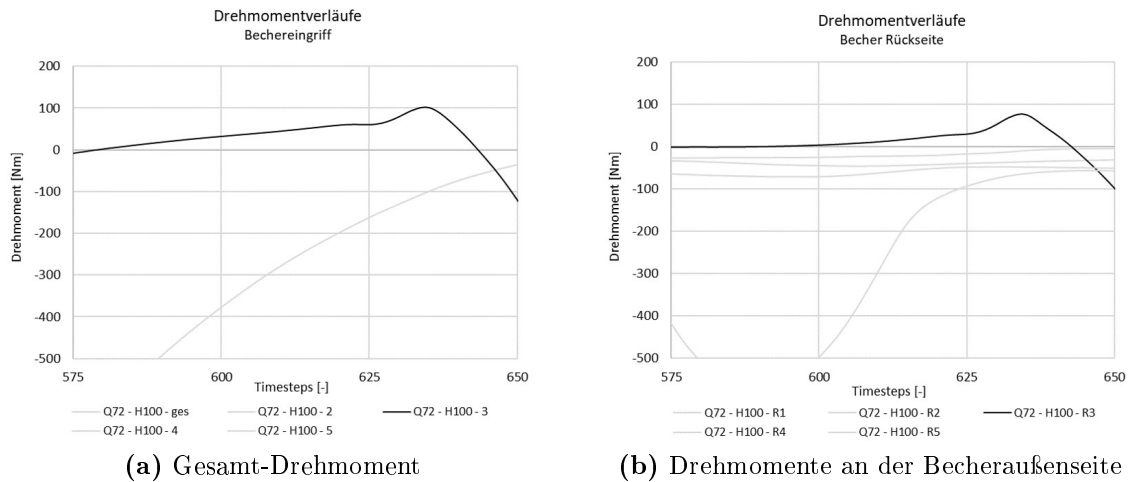 Drehmomentverläufe
Bechereingriff
200
100
0
-100
-200
-300
-400
-500
Drehmoment [Nm]
575
600
625
650
Timesteps [-]
Q72 - H100 - ges
Q72 - H100 - 2
Q72 - H100 - 3
Q72 - H100 - 4
Q72 - H100 - 5
(a) Gesamt-Drehmoment
Drehmomentverläufe
Becher Rückseite
200
100
0
-100
-200
-300
-400
-500
Drehmoment [Nm]
575
600
625
650
Timesteps [-]
Q72 - H100 - R1
Q72 - H100 - R2
Q72 - H100 - R3
Q72 - H100 - R4
Q72 - H100 - R5
(b) Drehmomente an der Becheraußenseite